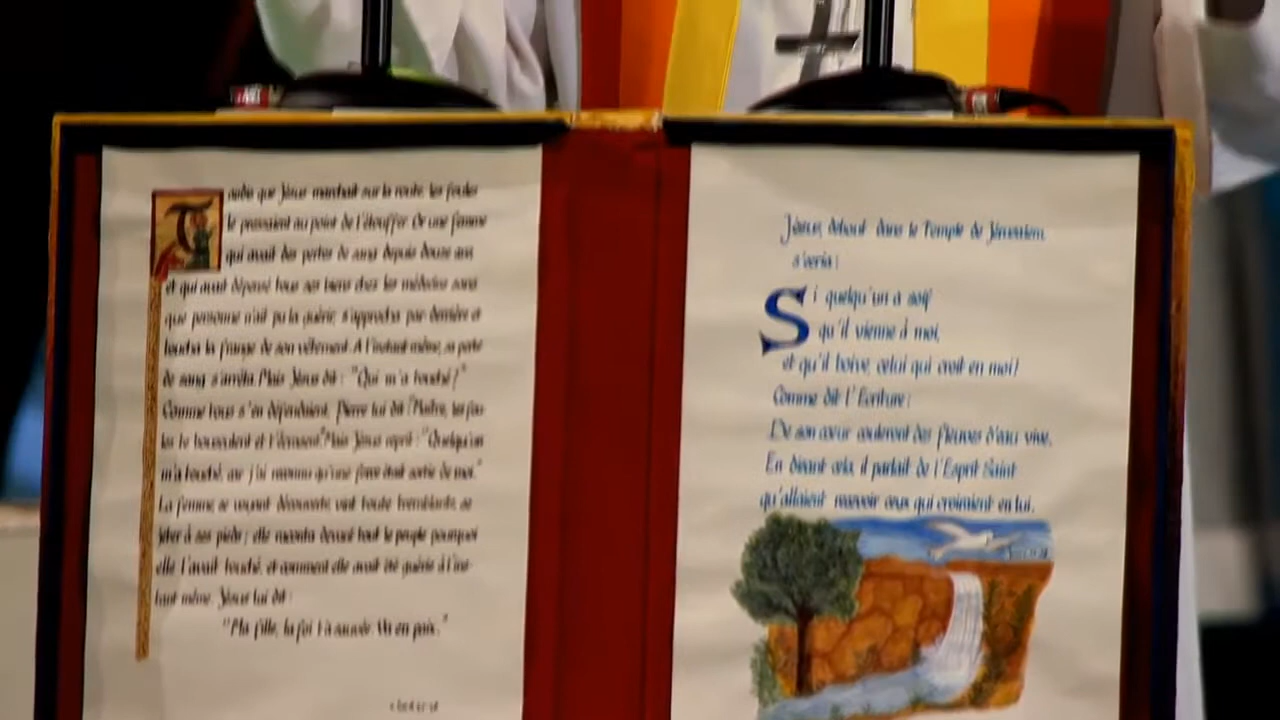 Tandis que Jésus marchait sur la route, les foules
le pressaient au point de l'étouffer. Or une femme
qui avait des pertes de sang depuis douze ans
et qui avait dépensé tous ses biens chez les médecins sans
que personne n'ait pu la guérir, s'approcha par derrière et
toucha la frange de son vêtement. A l'instant même, sa perte
de sang s'arrêta. Mais Jésus dit : "Qui m'a touché ?"
Comme tous s'en défendaient, Pierre lui dit : "Maître, les fou-
les te bousculent et t'écrasent." Mais Jésus reprit : "Quelqu'un
m'a touché, car j'ai reconnu qu'une force était sortie de moi."
La femme se voyant découverte, vint toute tremblante, se
jeter à ses pieds ; elle raconta devant tout le peuple pourquoi
elle l'avait touché, et comment elle avait été guérie à l'ins-
tant même. Jésus lui dit :
"Ma fille, ta foi t'a sauvée. Va en paix."
Jésus, debout dans le Temple de Jérusalem,
s'écria :
Si quelqu'un a soif
qu'il vienne à moi,
et qu'il boive, celui qui croit en moi !
Comme dit l'Ecriture :
De son cœur couleront des fleuves d'eau vive.
En disant cela, il parlait de l'Esprit Saint
qu'allaient recevoir ceux qui croiraient en lui.